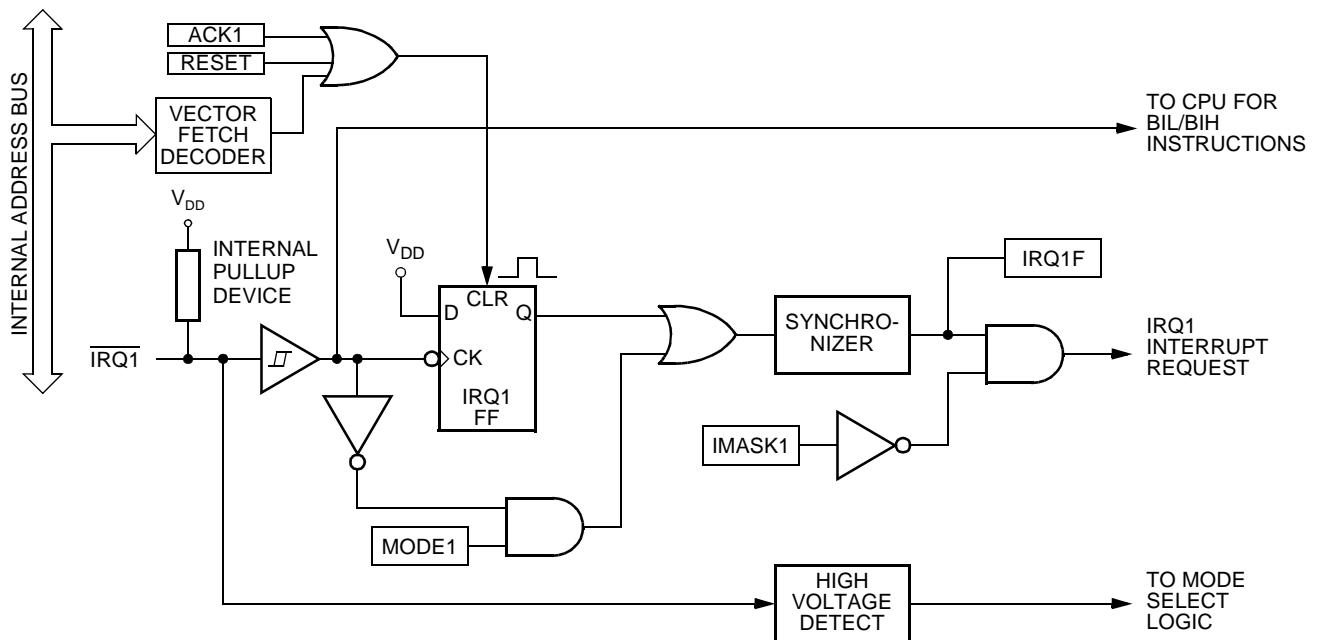 INTERNAL ADDRESS BUS
ACK1
RESET
VECTOR
FETCH
DECODER
TO CPU FOR
BIL/BIH
INSTRUCTIONS
VDD
INTERNAL
PULLUP
DEVICE
VDD
CLR
D
Q
CK
IRQ1
FF
IRQ1
SYNCHRO-
NIZER
IRQ1F
IRQ1
INTERRUPT
REQUEST
IMASK1
MODE1
HIGH
VOLTAGE
DETECT
TO MODE
SELECT
LOGIC